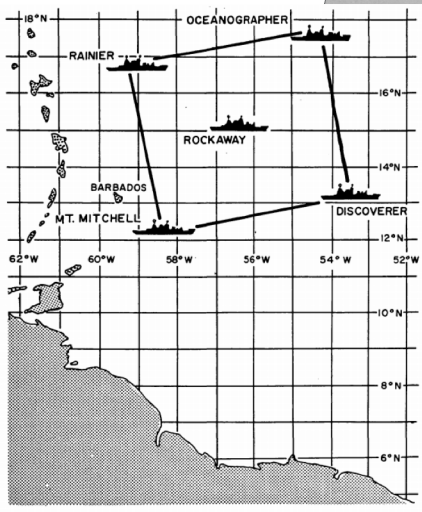 18°N
OCEANOGRAPHER
RAINIER
16°N
ROCKAWAY
14°N
BARBADOS
MT. MITCHELL
DISCOVERER
12°N
62°W 60°W 58°W 56°W 54°W 52°W
10°N
8°N
6°N